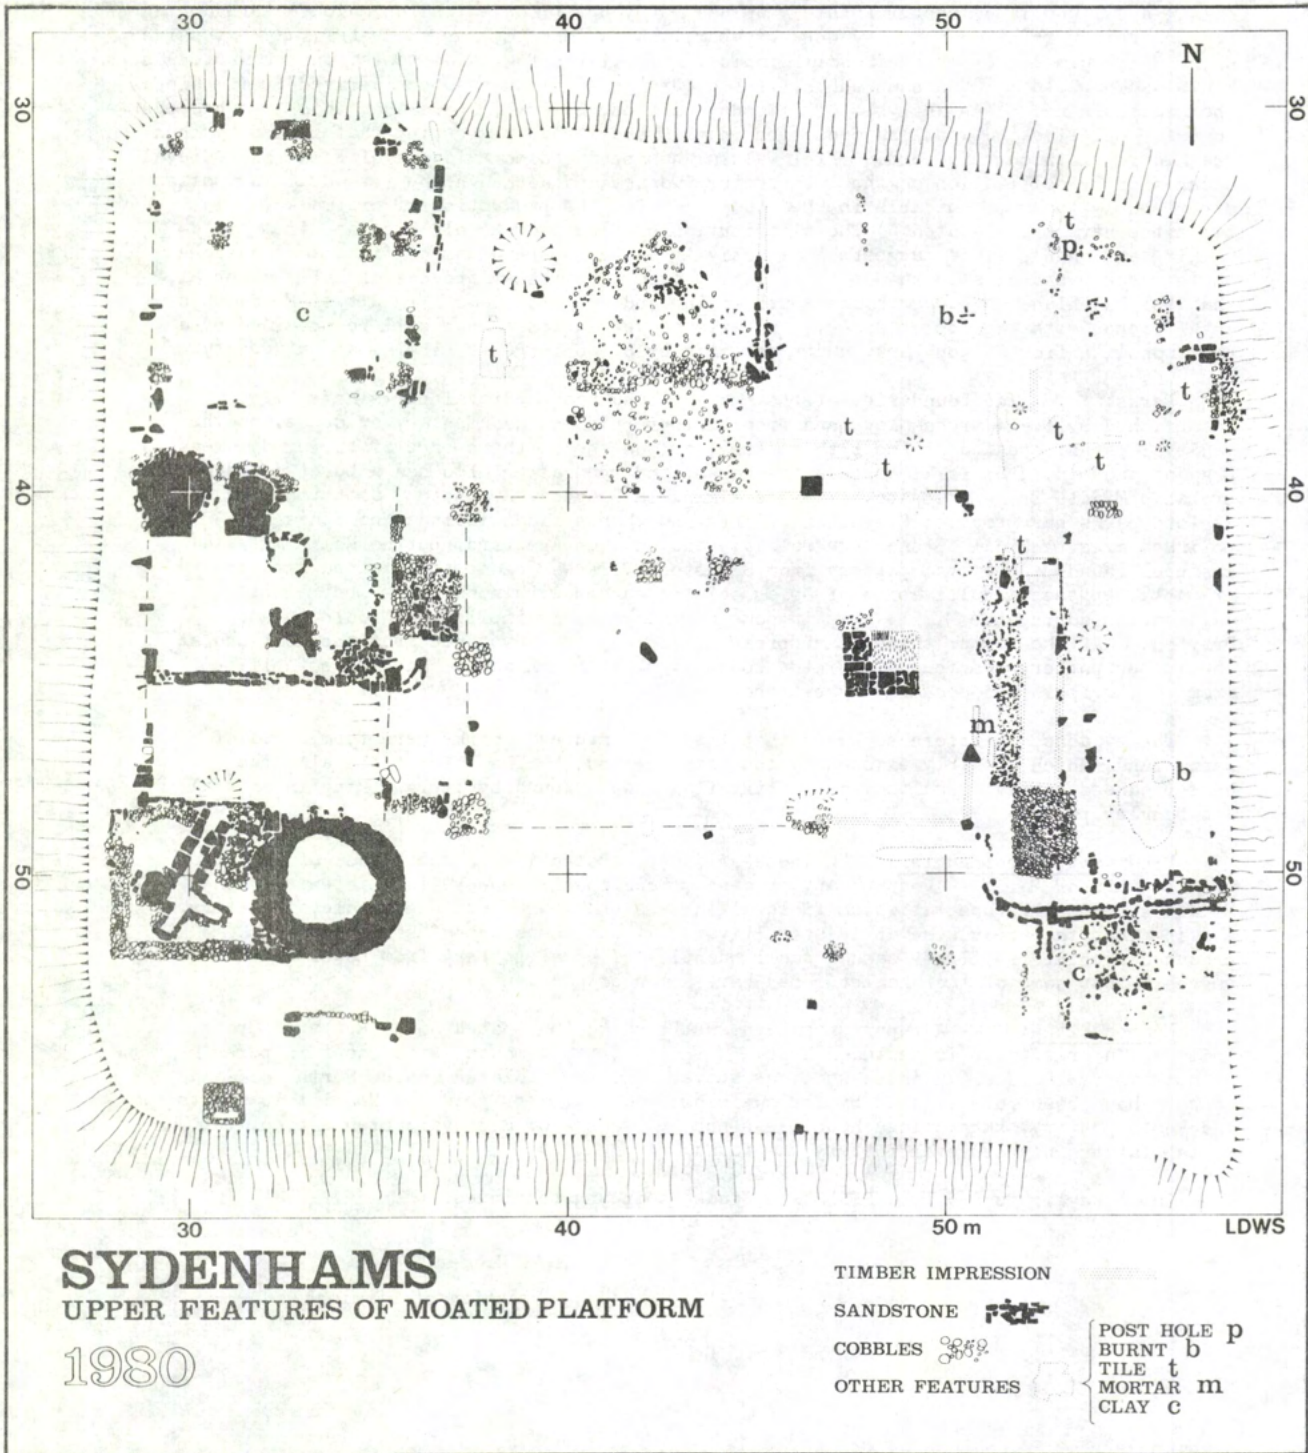 30 40 50
N
30 30
t
p
c
b
t
t
t
t
t
t
40 40
t
m
b
50 50
c
30 40 50 m LDWS
SYDENHAMS
UPPER FEATURES OF MOATED PLATFORM
1980
TIMBER IMPRESSION
SANDSTONE
COBBLES
OTHER FEATURES
POST HOLE p
BURNT b
TILE t
MORTAR m
CLAY c